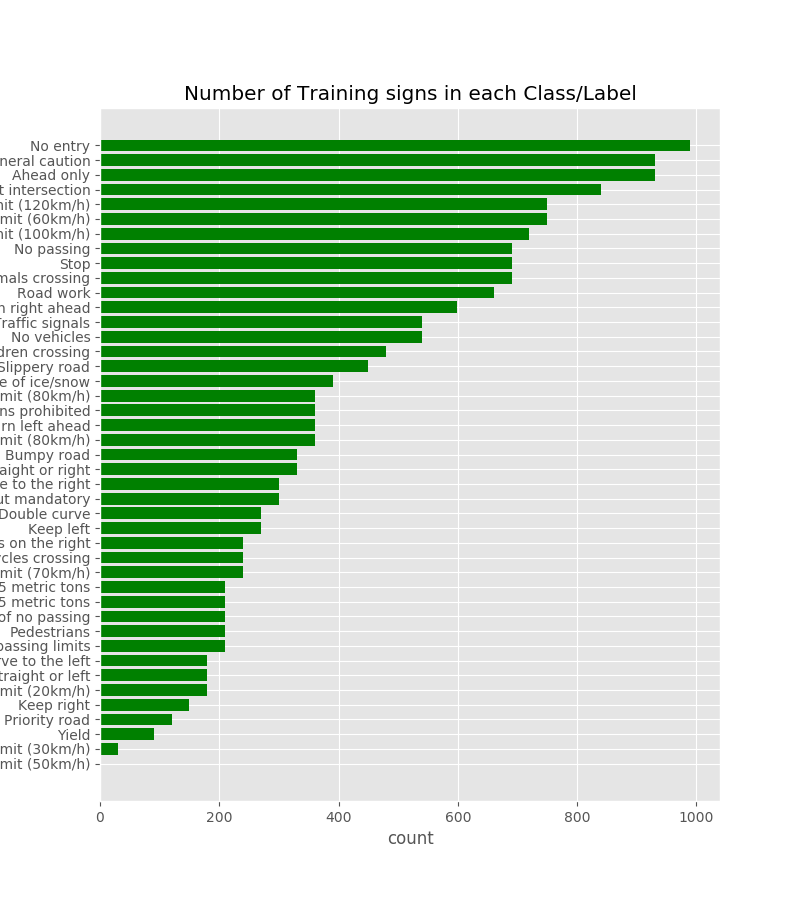 Number of Training signs in each Class/Label
No entry
neral caution
Ahead only
t intersection
mit (120km/h)
mit (60km/h)
mit (100km/h)
No passing
Stop
mals crossing
Road work
n right ahead
Traffic signals
No vehicles
dren crossing
Slippery road
e of ice/snow
mit (80km/h)
ns prohibited
rn left ahead
mit (80km/h)
Bumpy road
aight or right
e to the right
ut mandatory
Double curve
Keep left
s on the right
cles crossing
mit (70km/h)
5 metric tons
5 metric tons
of no passing
Pedestrians
passing limits
rve to the left
traight or left
mit (20km/h)
Keep right
Priority road
Yield
mit (30km/h)
mit (50km/h)
0 200 400 600 800 1000
count